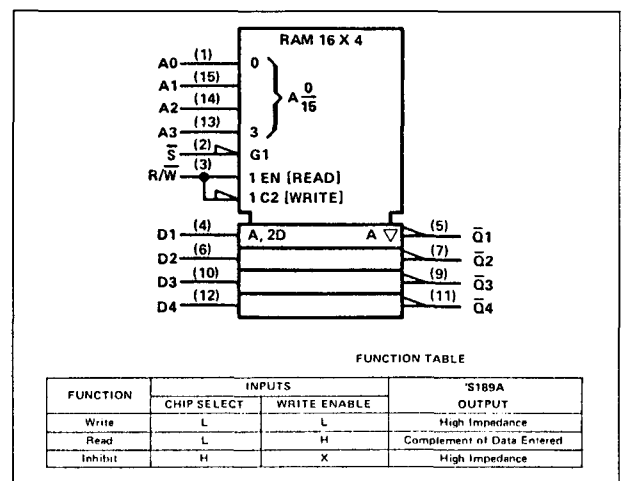 RAM 16 X 4
A0 (1) 0
A1 (15)
A2 (14)
A 0/15
A3 (13) 3
S̅ (2) G1
R/W̅ (3) 1 EN [READ]
1 C2 [WRITE]
D1 (4) A, 2D A ▽ (5) Q̅1
D2 (6) (7) Q̅2
D3 (10) (9) Q̅3
D4 (12) (11) Q̅4
FUNCTION TABLE
FUNCTION INPUTS 'S189A
CHIP SELECT WRITE ENABLE OUTPUT
Write L L High Impedance
Read L H Complement of Data Entered
Inhibit H X High Impedance